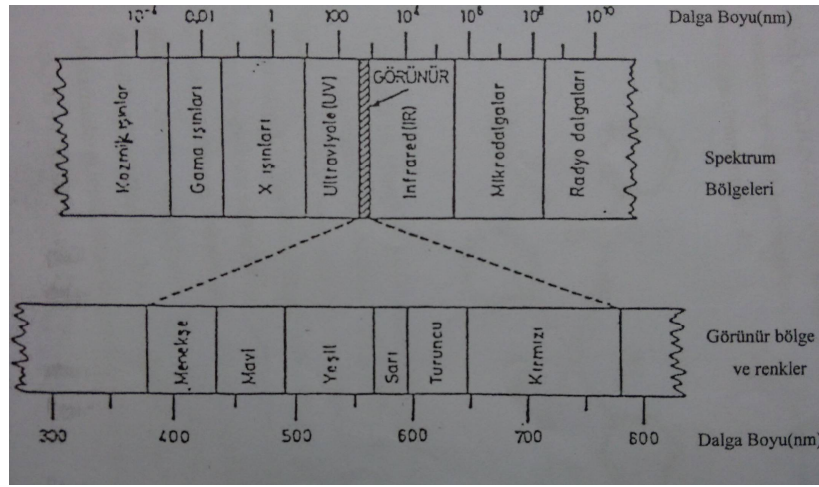 10⁻⁴ 0,01 1 100 10⁴ 10⁶ 10⁸ 10¹⁰ Dalga Boyu(nm)
GÖRÜNÜR
Kozmik ışınlar
Gama ışınları
X ışınları
Ultraviyole(UV)
Infrared(IR)
Mikrodalgalar
Radyo dalgaları
Spektrum
Bölgeleri
Menekşe
Mavi
Yeşil
Sarı
Turuncu
Kırmızı
Görünür bölge
ve renkler
300 400 500 600 700 800 Dalga Boyu(nm)